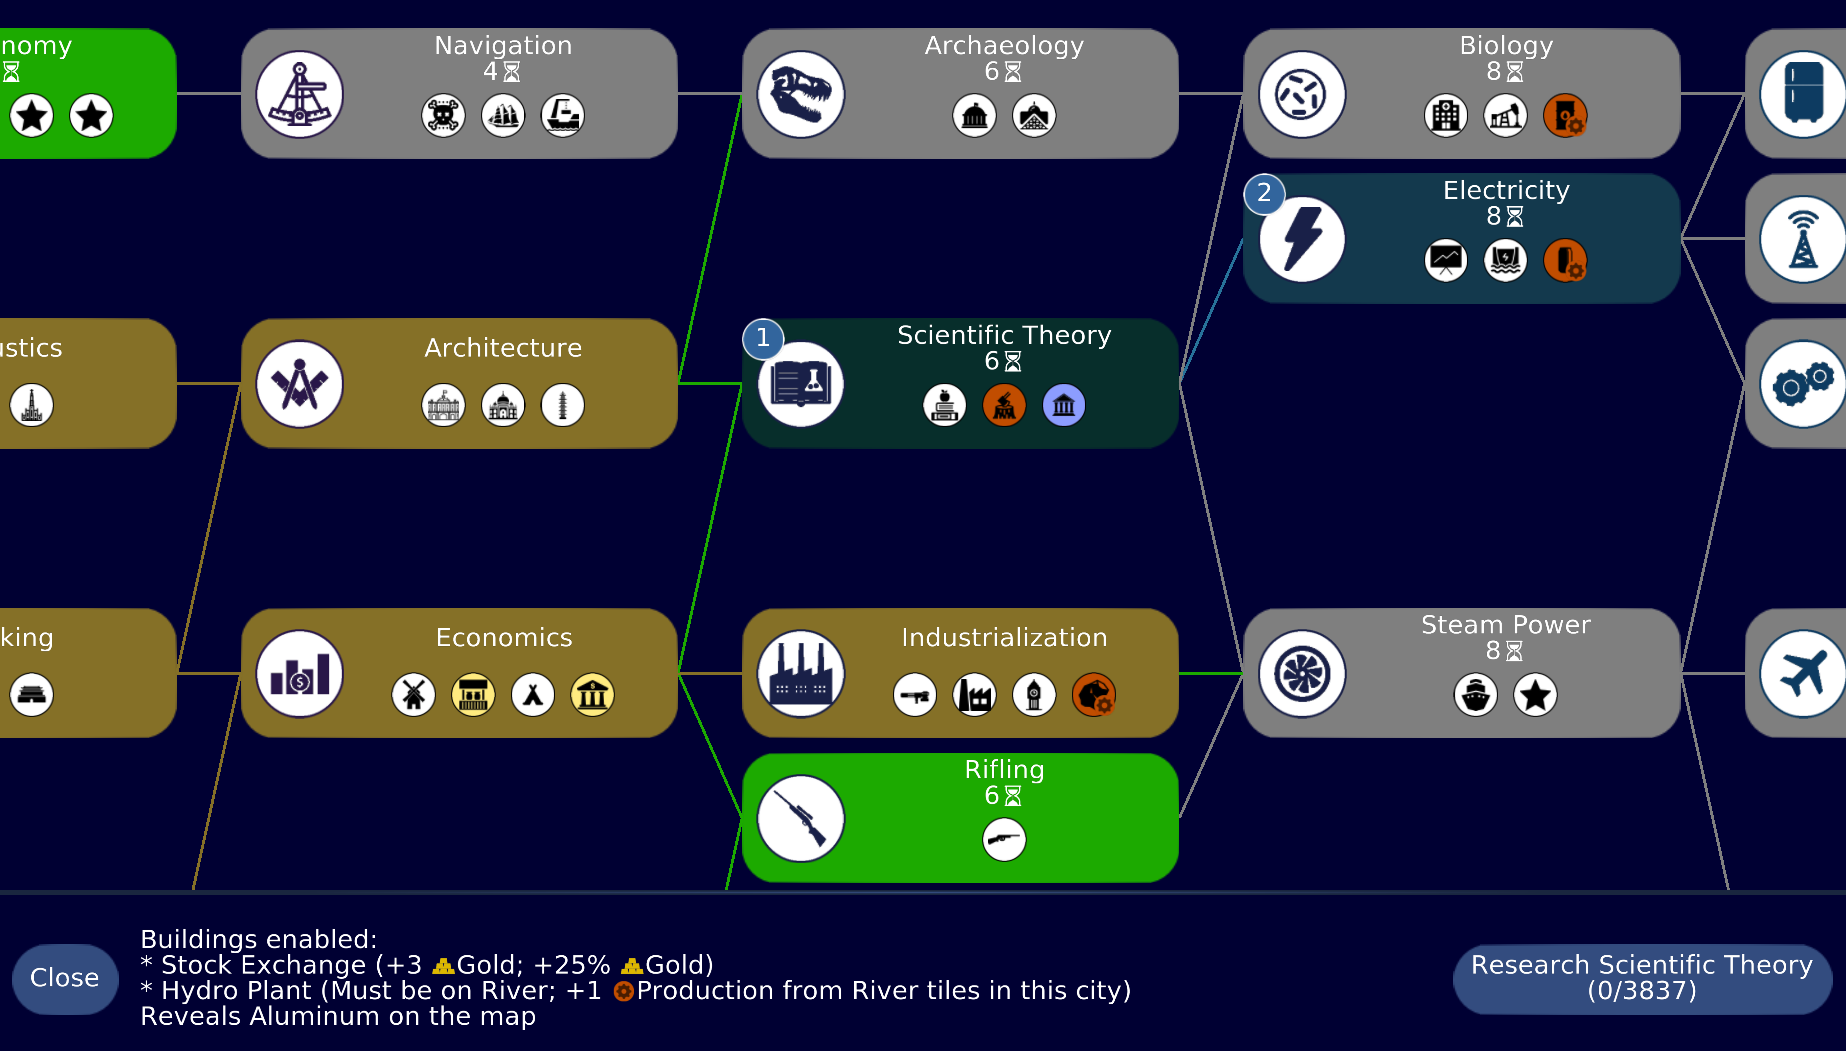 nomy
Navigation
4
Archaeology
6
Biology
8
2
Electricity
8
ustics
Architecture
1
Scientific Theory
6
king
Economics
Industrialization
Steam Power
8
Rifling
6
Close
Buildings enabled:
* Stock Exchange (+3 Gold; +25% Gold)
* Hydro Plant (Must be on River; +1 Production from River tiles in this city)
Reveals Aluminum on the map
Research Scientific Theory
(0/3837)